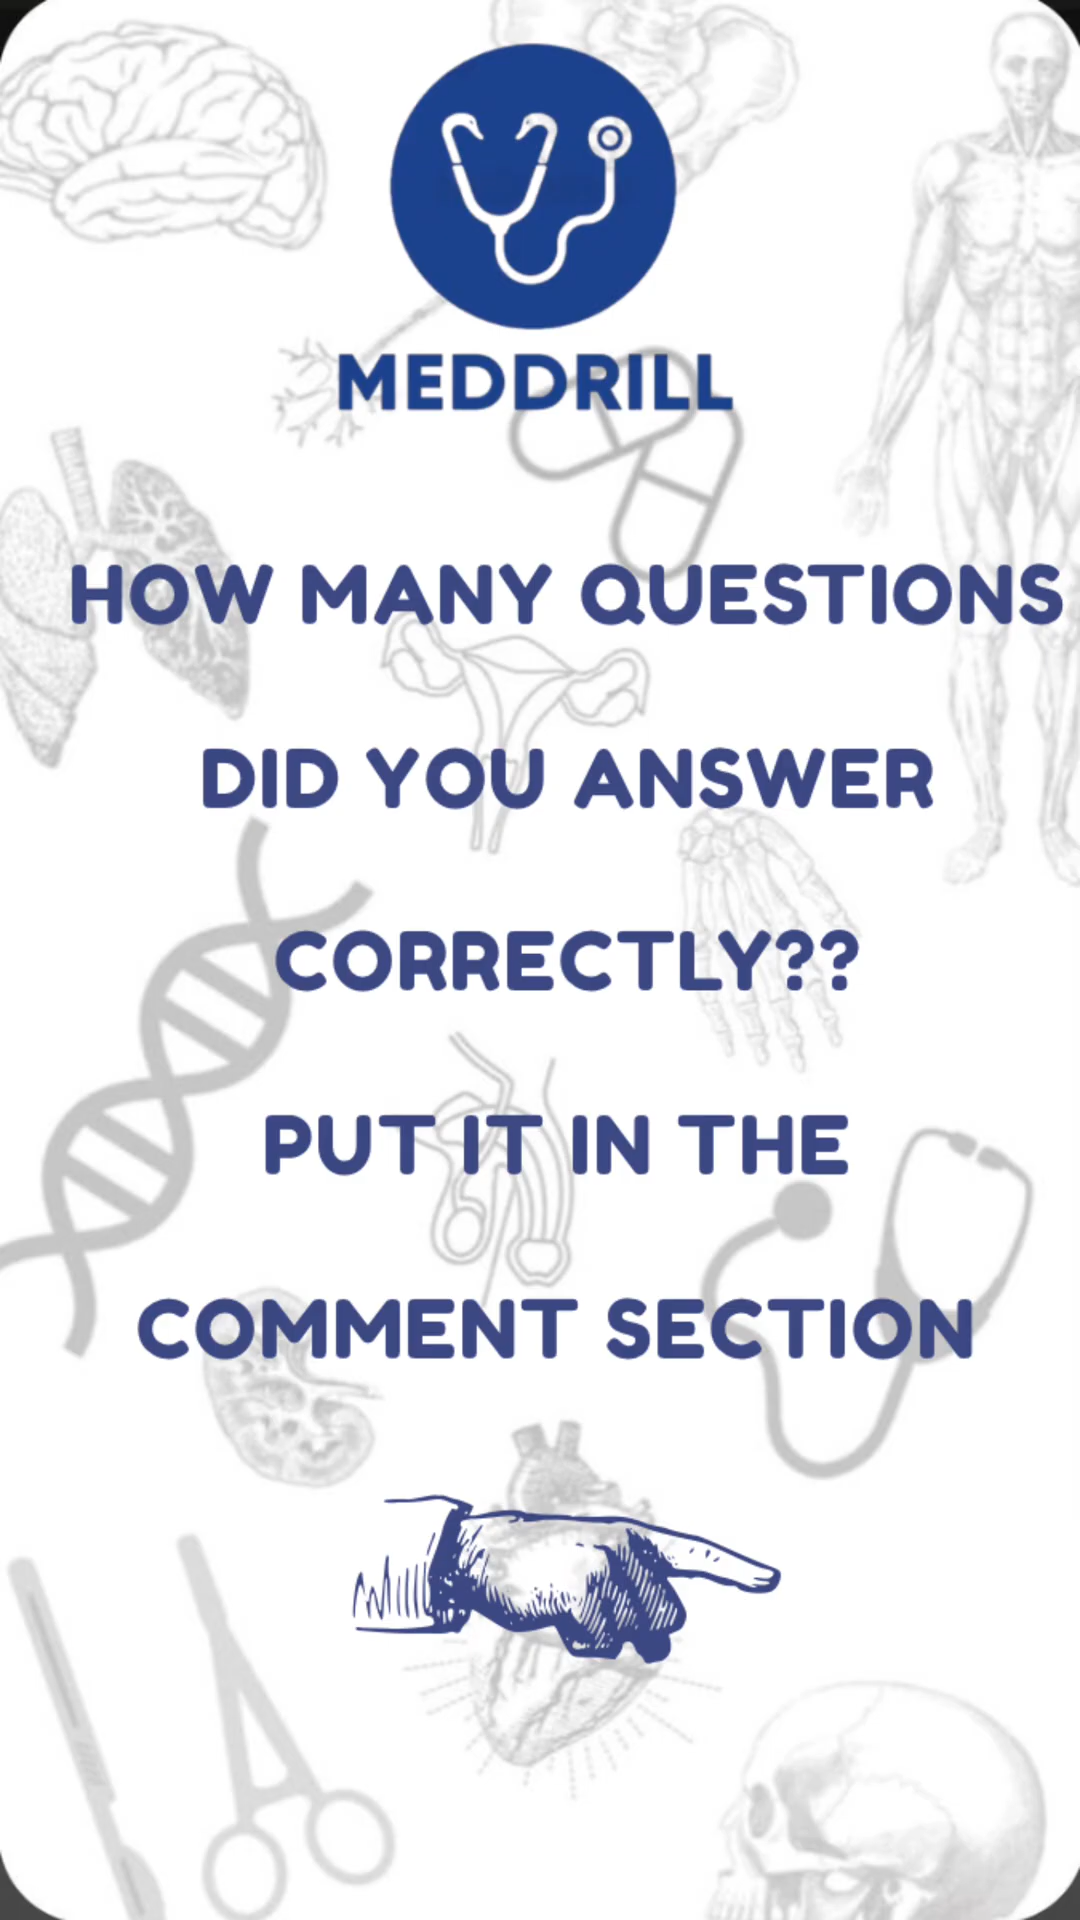 MEDDRILL
HOW MANY QUESTIONS
DID YOU ANSWER
CORRECTLY??
PUT IT IN THE
COMMENT SECTION